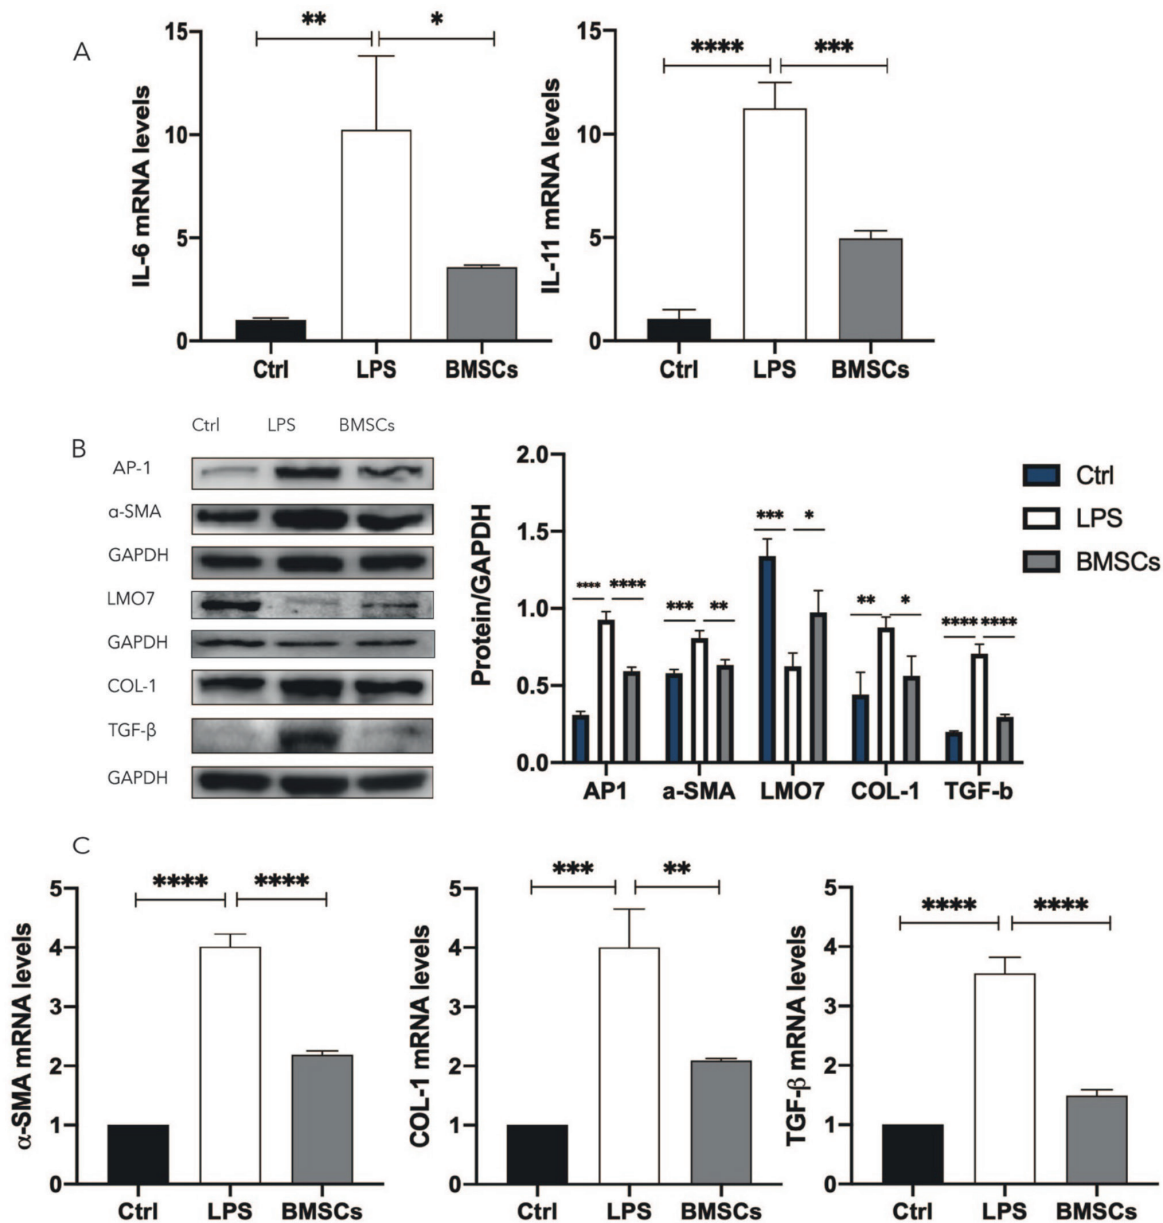 A
IL-6 mRNA levels
15
10
5
0
** *
Ctrl LPS BMSCs
IL-11 mRNA levels
15
10
5
0
**** ***
Ctrl LPS BMSCs
B
Ctrl LPS BMSCs
AP-1
α-SMA
GAPDH
LMO7
GAPDH
COL-1
TGF-β
GAPDH
Protein/GAPDH
2.0
1.5
1.0
0.5
0.0
**** ****
*** **
*** *
** *
**** ****
AP1 a-SMA LMO7 COL-1 TGF-b
Ctrl
LPS
BMSCs
C
α-SMA mRNA levels
5
4
3
2
1
0
**** ****
Ctrl LPS BMSCs
COL-1 mRNA levels
5
4
3
2
1
0
*** **
Ctrl LPS BMSCs
TGF-β mRNA levels
5
4
3
2
1
0
**** ****
Ctrl LPS BMSCs